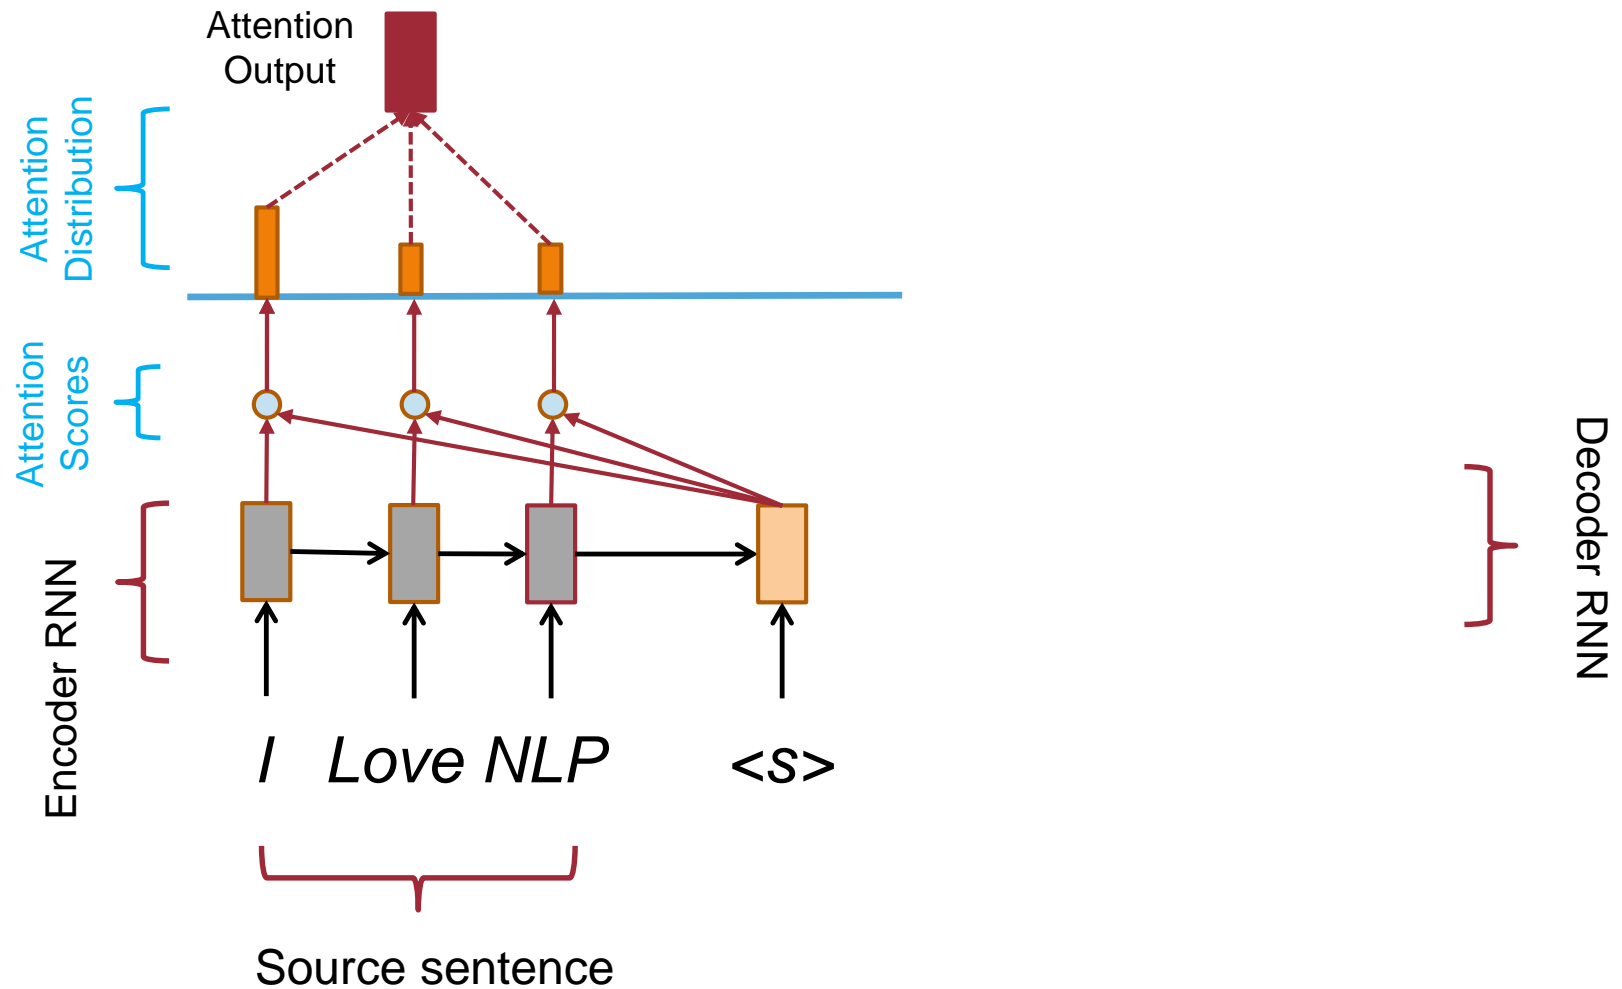 Attention
Output
Attention
Distribution
Attention
Scores
Encoder RNN
Decoder RNN
I Love NLP <s>
Source sentence